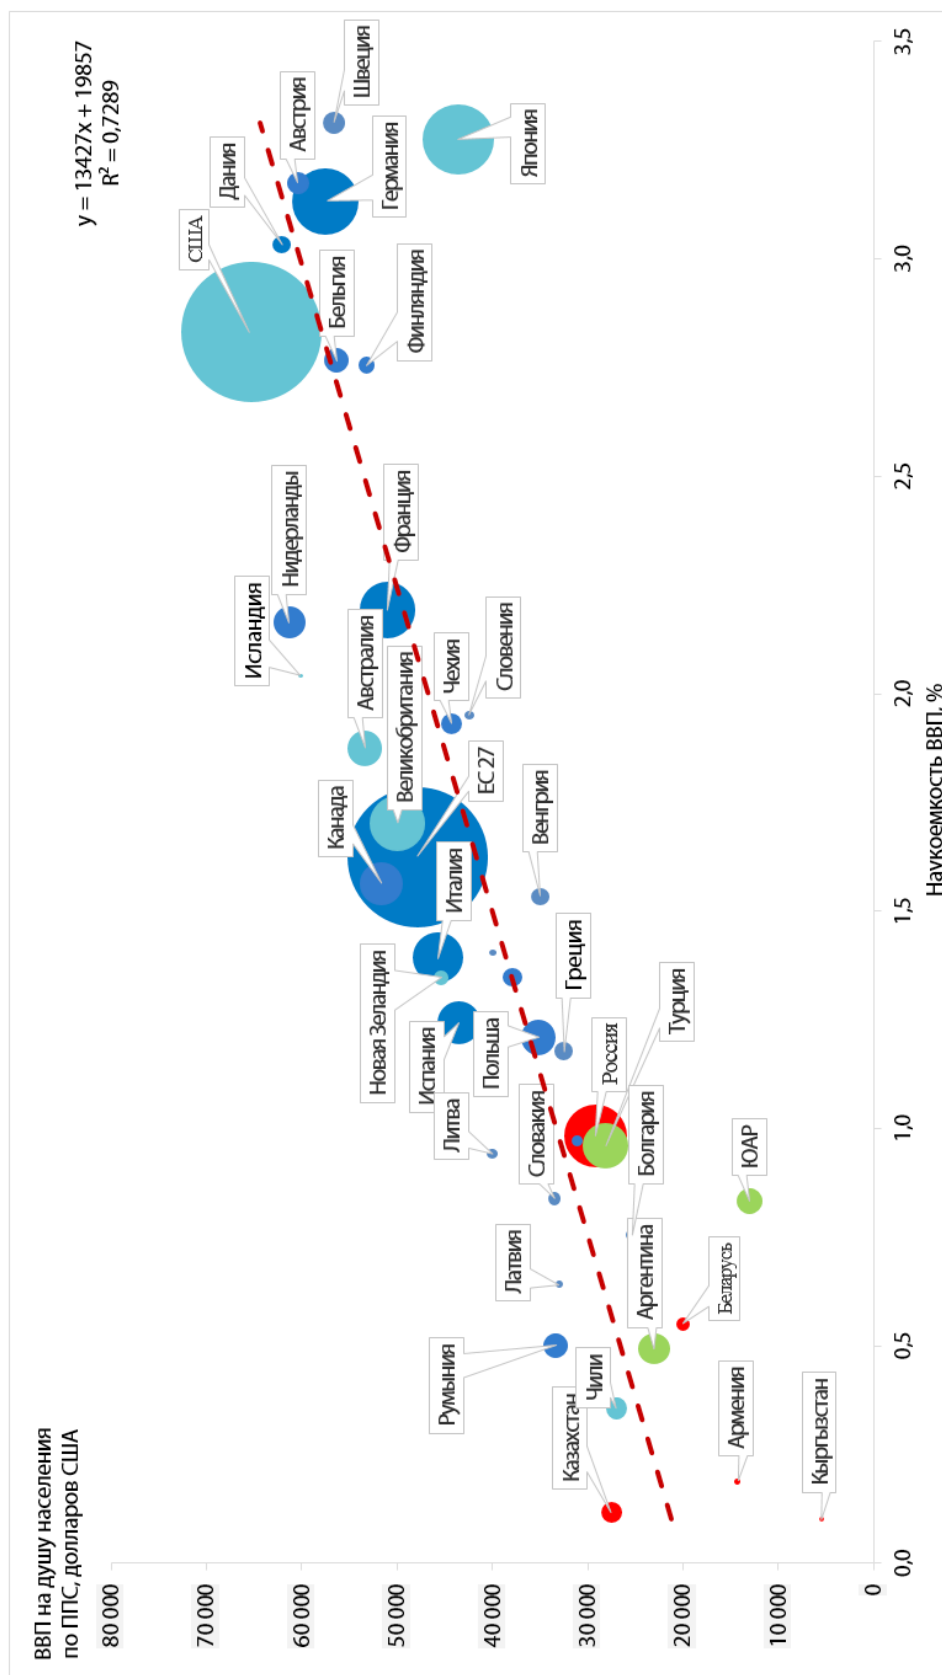 ВВП на душу населения
по ППС, долларов США
y = 13427x + 19857
R² = 0,7289
80 000
70 000
60 000
50 000
40 000
30 000
20 000
10 000
0
США
Дания
Австрия
Швеция
Германия
Япония
Бельгия
Финляндия
Исландия
Нидерланды
Австралия
Франция
Великобритания
Чехия
Словения
Канада
ЕС 27
Италия
Венгрия
Новая Зеландия
Испания
Польша
Греция
Литва
Словакия
Россия
Турция
Болгария
ЮАР
Латвия
Аргентина
Беларусь
Румыния
Чили
Казахстан
Армения
Кыргызстан
0,0
0,5
1,0
1,5
2,0
2,5
3,0
3,5
Наукоемкость ВВП, %